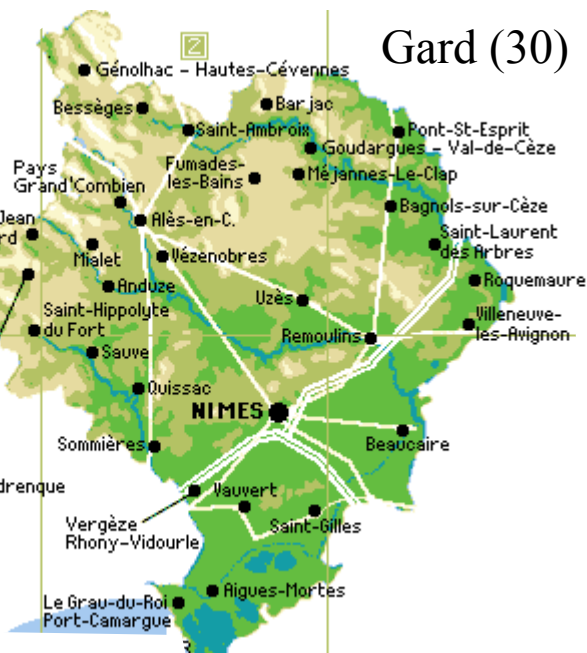 Gard (30)
2
Génolhac - Hautes-Cévennes
Bessèges
Barjac
Saint-Ambroix
Pont-St-Esprit
Goudargues - Val-de-Cèze
Pays
Grand'Combien
Fumades-
les-Bains
Méjannes-Le-Clap
Alès-en-C.
Bagnols-sur-Cèze
Jean
rd
Mialet
Vézenobres
Saint-Laurent
des Arbres
Anduze
Uzès
Roquemaure
Saint-Hippolyte
du Fort
Remoulins
Villeneuve-
les-Avignon
Sauve
Quissac
NIMES
Sommières
Beaucaire
drenque
Vauvert
Vergèze
Rhony-Vidourle
Saint-Gilles
Aigues-Mortes
Le Grau-du-Roi
Port-Camargue